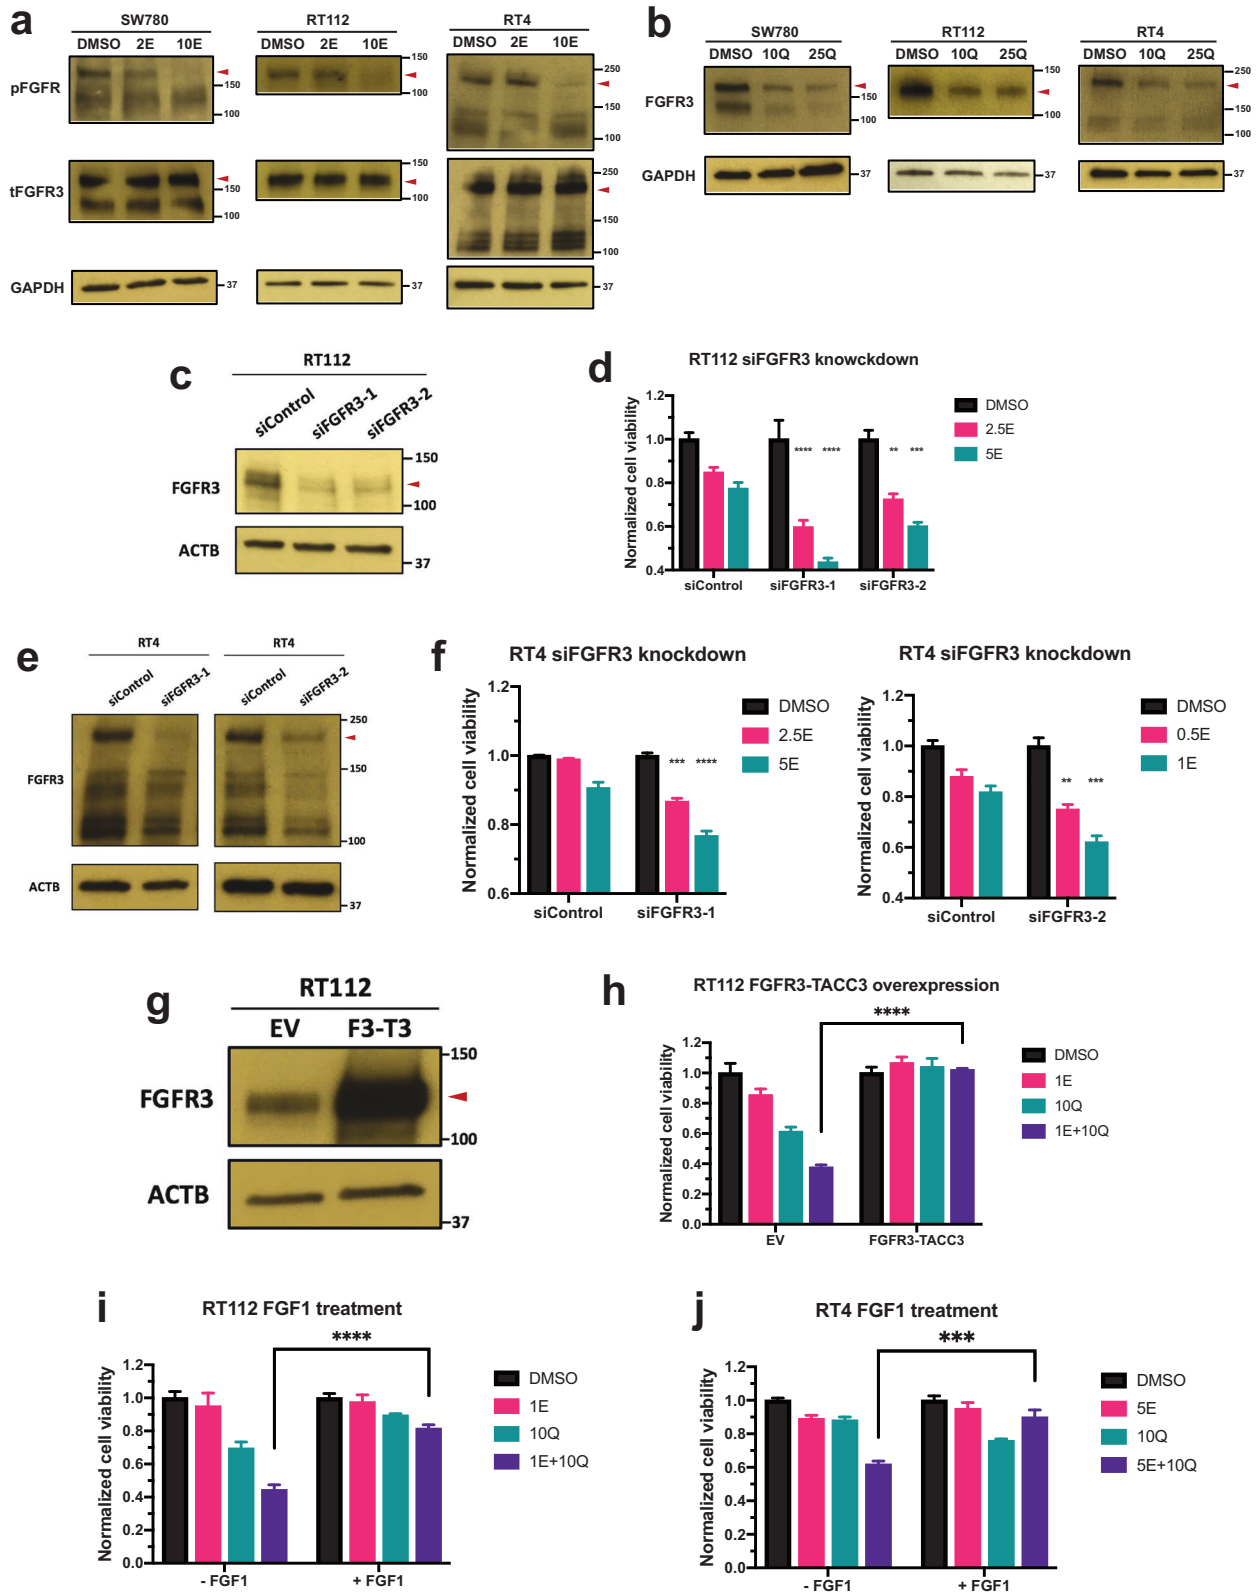 a
SW780
RT112
RT4
DMSO 2E 10E
DMSO 2E 10E
DMSO 2E 10E
pFGFR
150
100
150
100
250
150
100
tFGFR3
150
100
150
100
250
150
100
GAPDH
37
37
37
b
SW780
RT112
RT4
DMSO 10Q 25Q
DMSO 10Q 25Q
DMSO 10Q 25Q
FGFR3
150
100
150
100
250
150
100
GAPDH
37
37
37
c
RT112
siControl
siFGFR3-1
siFGFR3-2
FGFR3
150
100
ACTB
37
d
RT112 siFGFR3 knowckdown
Normalized cell viability
1.2
1.0
0.8
0.6
0.4
**** ****
** ***
siControl
siFGFR3-1
siFGFR3-2
DMSO
2.5E
5E
e
RT4
RT4
siControl
siFGFR3-1
siControl
siFGFR3-2
FGFR3
250
150
100
ACTB
37
f
RT4 siFGFR3 knockdown
Normalized cell viability
1.2
1.0
0.8
0.6
*** ****
siControl
siFGFR3-1
DMSO
2.5E
5E
RT4 siFGFR3 knockdown
Normalized cell viability
1.2
1.0
0.8
0.6
0.4
** ***
siControl
siFGFR3-2
DMSO
0.5E
1E
g
RT112
EV F3-T3
FGFR3
150
100
ACTB
37
h
RT112 FGFR3-TACC3 overexpression
****
Normalized cell viability
1.2
1.0
0.8
0.6
0.4
0.2
0.0
EV
FGFR3-TACC3
DMSO
1E
10Q
1E+10Q
i
RT112 FGF1 treatment
****
Normalized cell viability
1.2
1.0
0.8
0.6
0.4
0.2
0.0
- FGF1
+ FGF1
DMSO
1E
10Q
1E+10Q
j
RT4 FGF1 treatment
***
Normalized cell viability
1.2
1.0
0.8
0.6
0.4
0.2
0.0
- FGF1
+ FGF1
DMSO
5E
10Q
5E+10Q